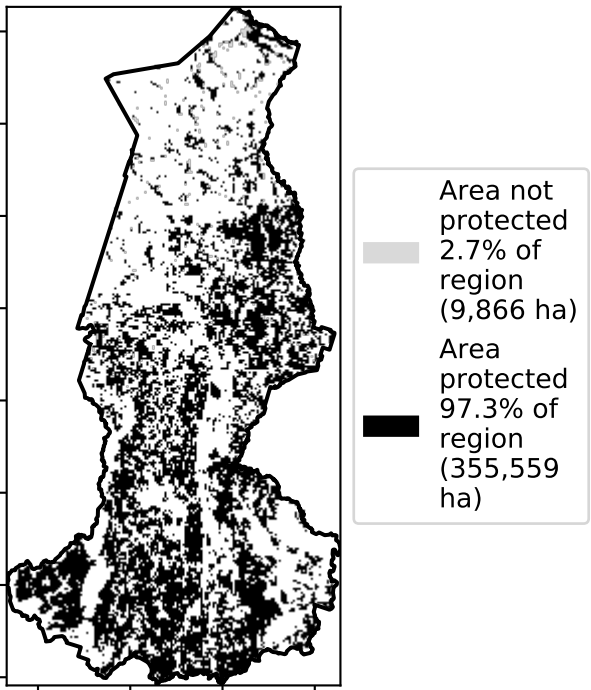 Area not
protected
2.7% of
region
(9,866 ha)
Area
protected
97.3% of
region
(355,559
ha)